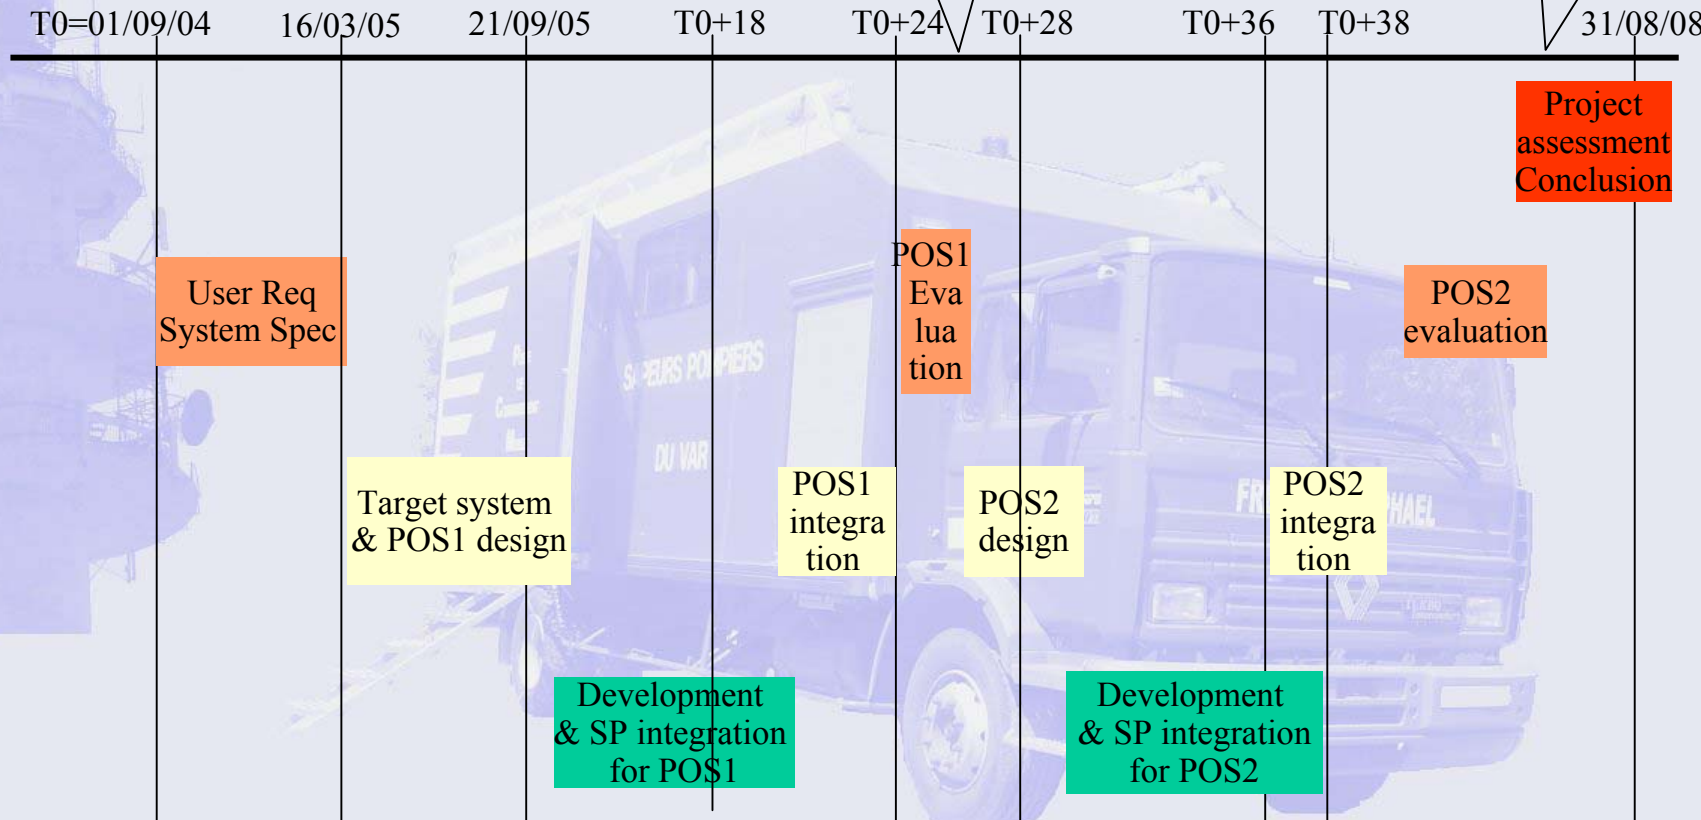 T0=01/09/04 16/03/05 21/09/05 T0+18 T0+24 T0+28 T0+36 T0+38 31/08/08
Project
assessment
Conclusion
User Req
System Spec
POS1
Eva
lua
tion
POS2
evaluation
SAPEURS POMPIERS
DU VAR
Target system
& POS1 design
POS1
integra
tion
POS2
design
POS2
integra
tion
Development
& SP integration
for POS1
Development
& SP integration
for POS2